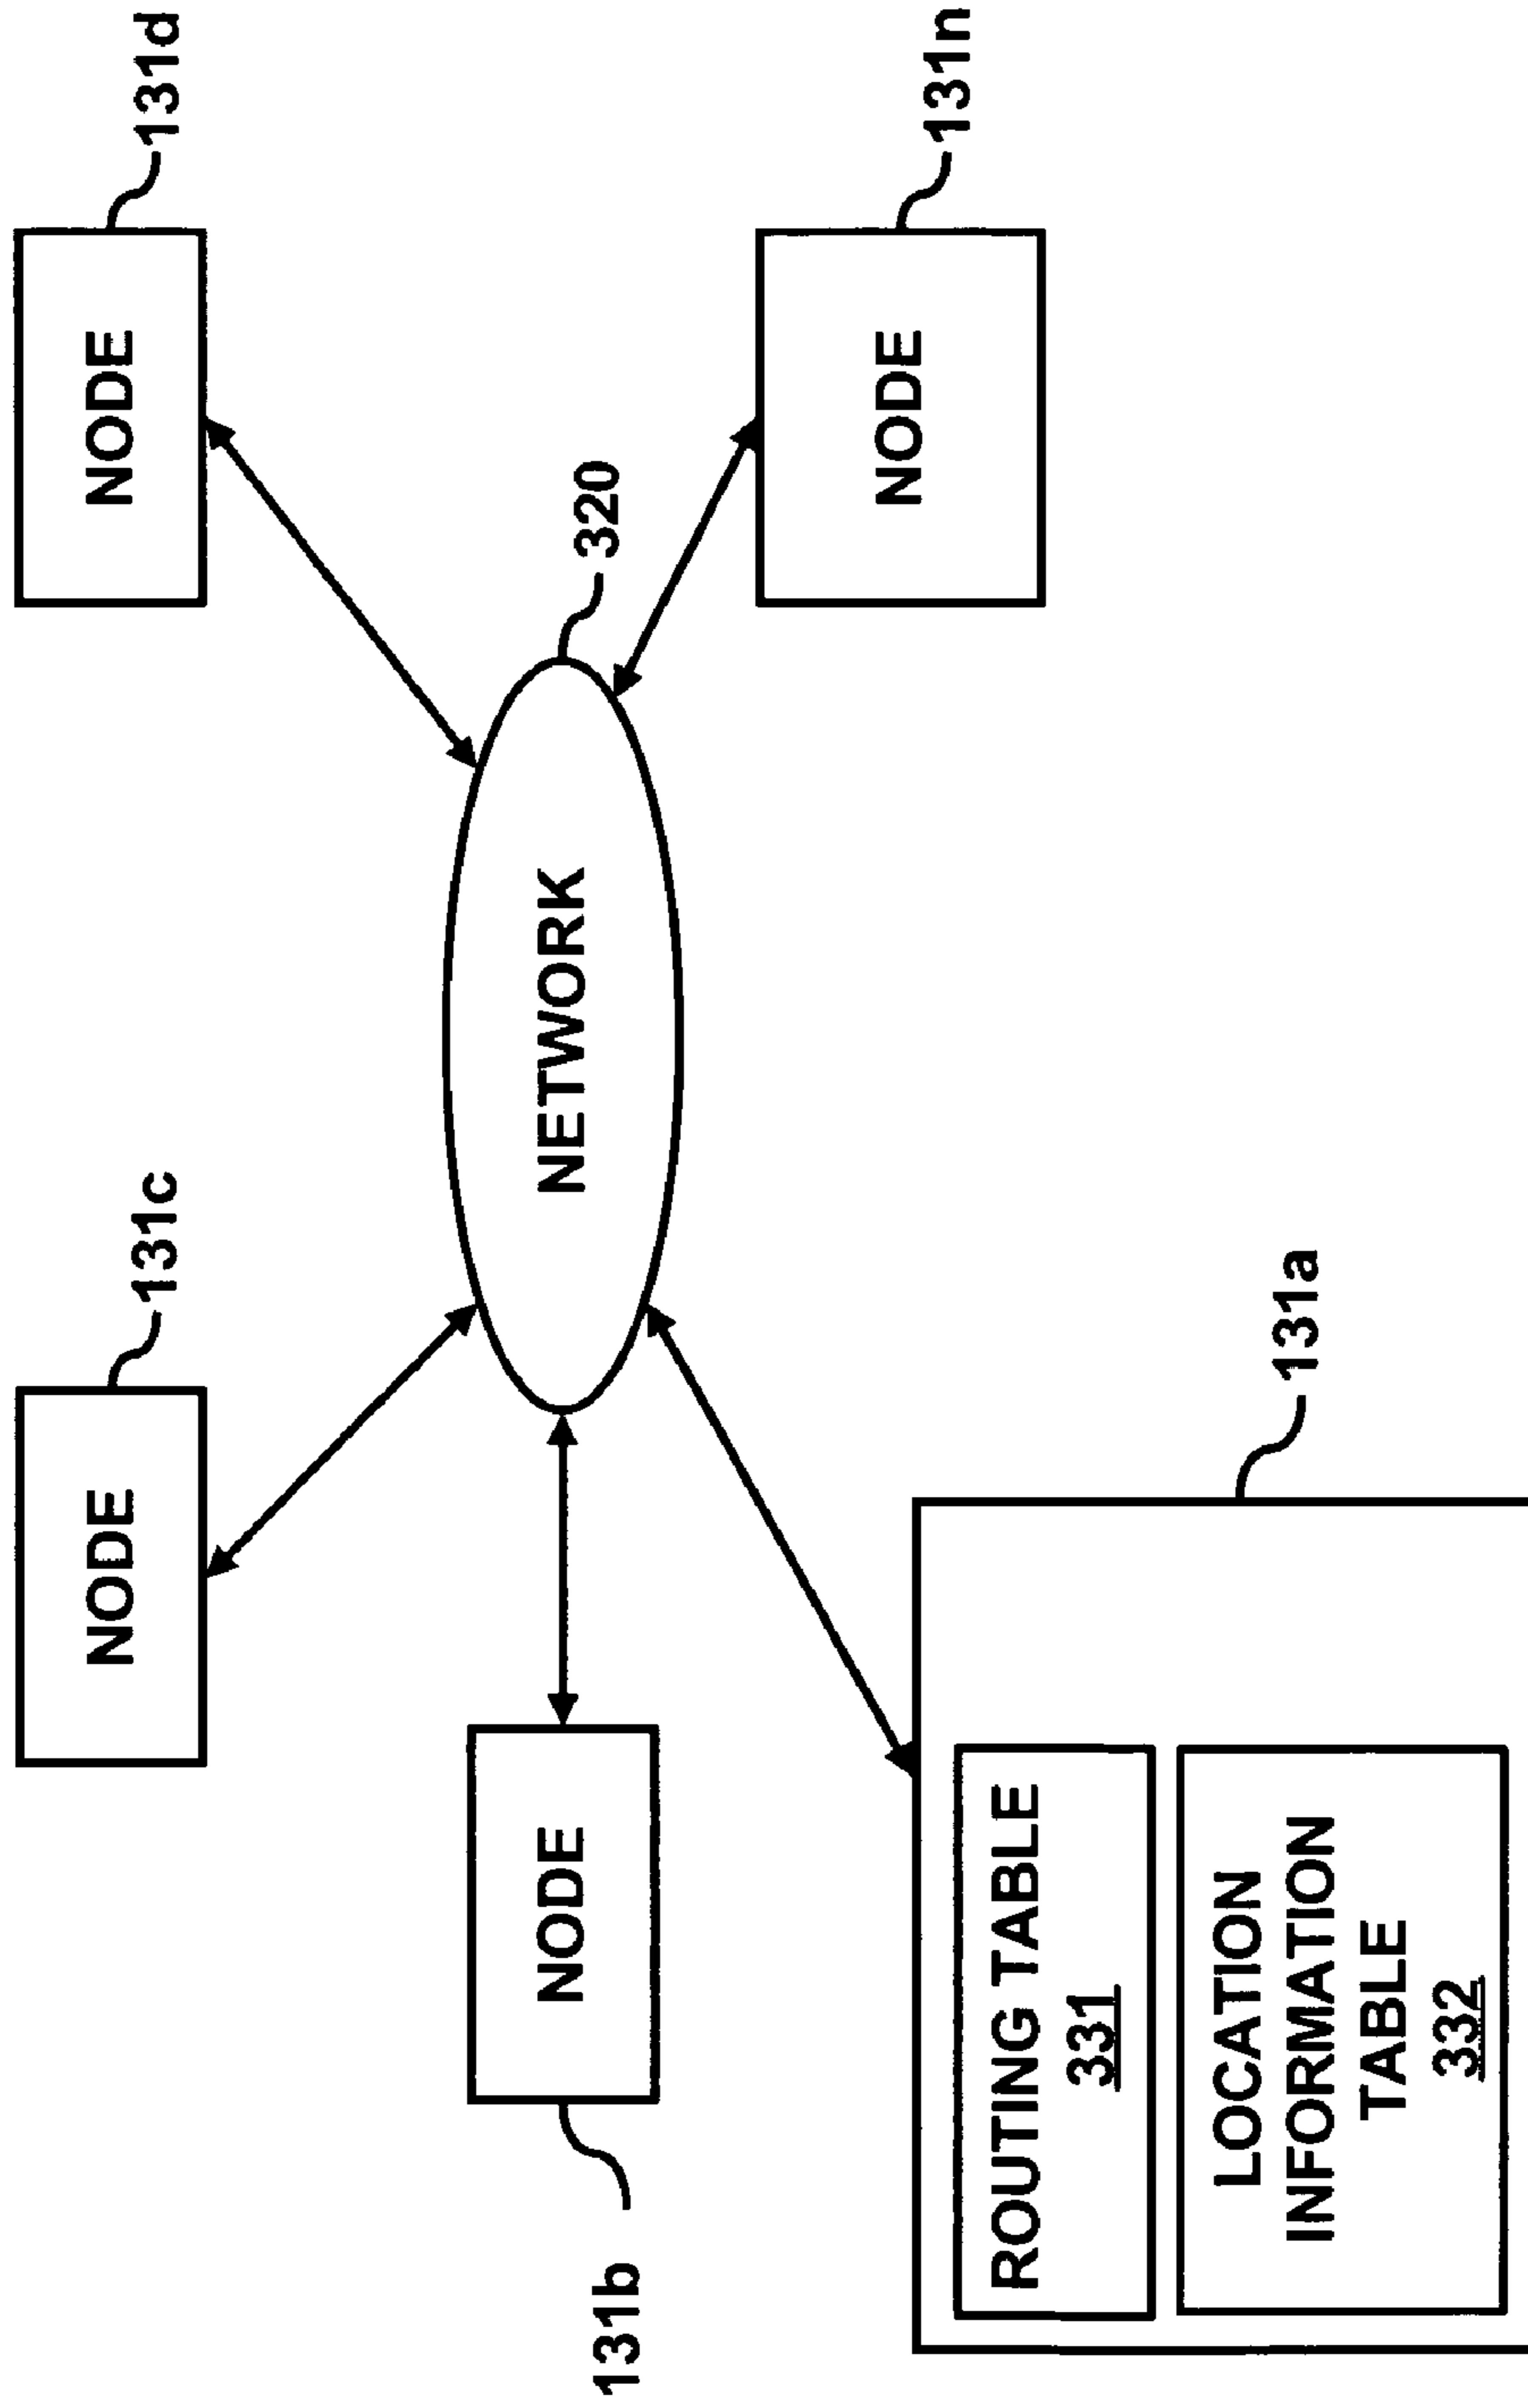 NODE
131c
NODE
131d
131b
NODE
NETWORK
320
NODE
131n
131a
ROUTING TABLE
331
LOCATION
INFORMATION
TABLE
332